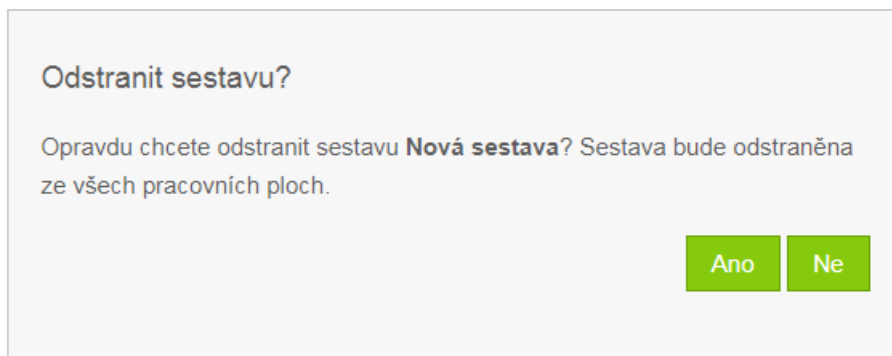 Odstranit sestavu?
Opravdu chcete odstranit sestavu Nová sestava? Sestava bude odstraněna
ze všech pracovních ploch.
Ano Ne